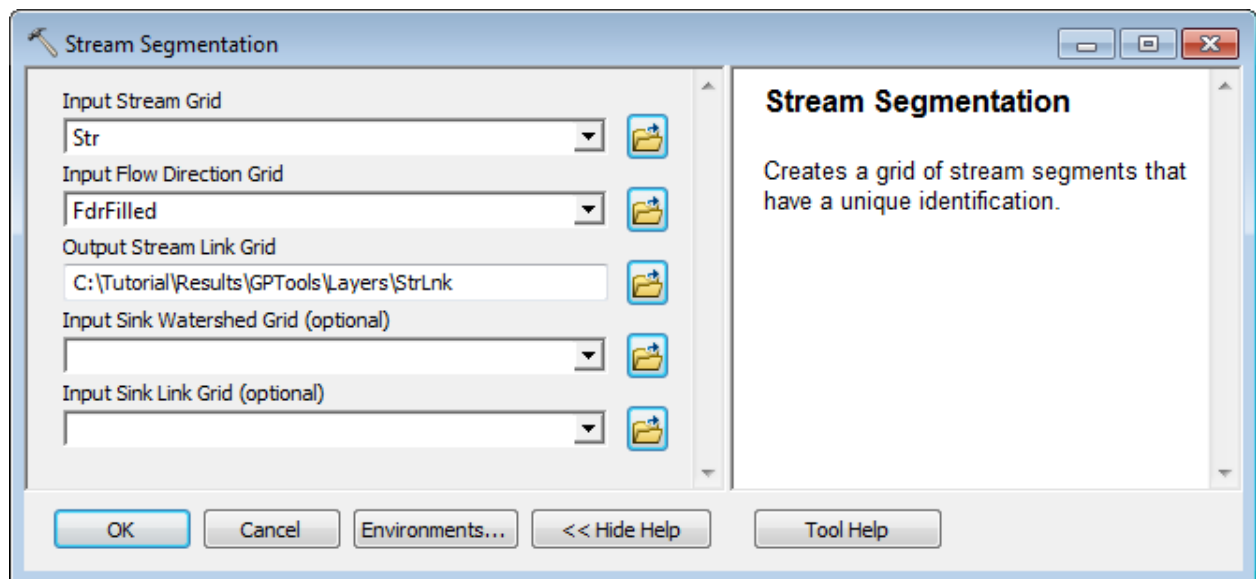 Stream Segmentation
Input Stream Grid
Str
Input Flow Direction Grid
FdrFilled
Output Stream Link Grid
C:\Tutorial\Results\GPTools\Layers\StrLnk
Input Sink Watershed Grid (optional)
Input Sink Link Grid (optional)
Stream Segmentation
Creates a grid of stream segments that
have a unique identification.
OK
Cancel
Environments...
<< Hide Help
Tool Help